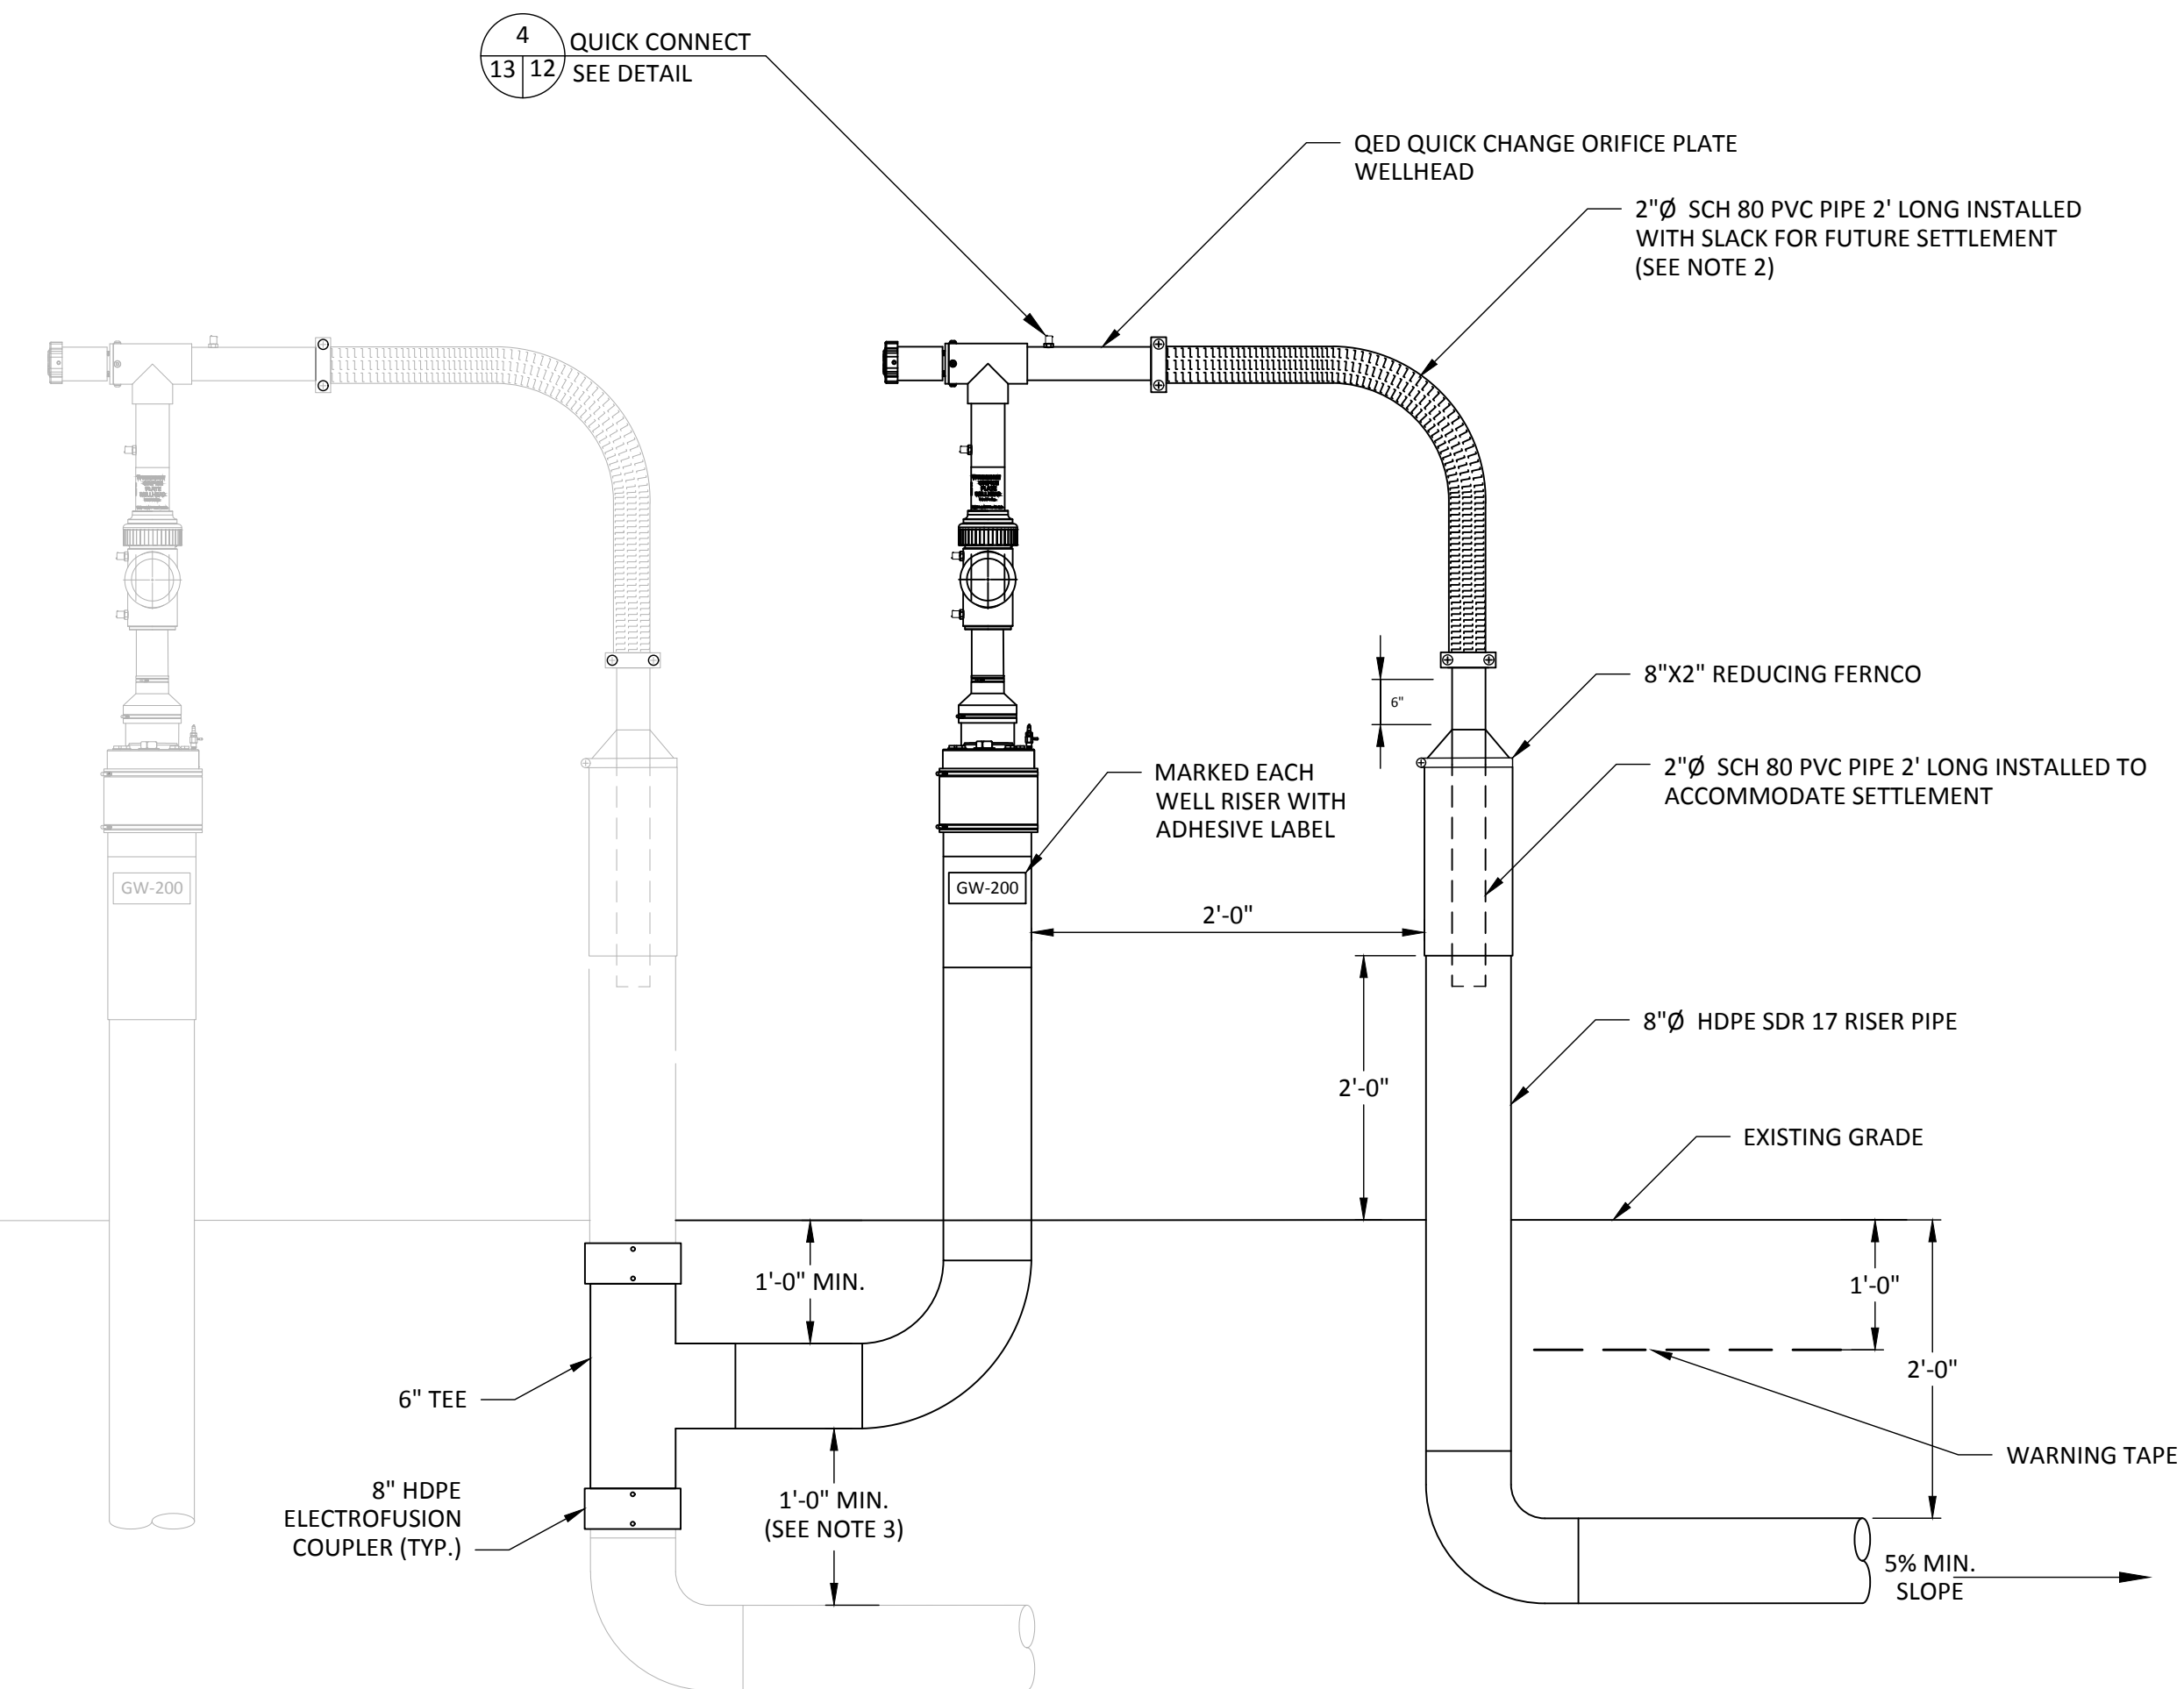 4
13 12
QUICK CONNECT
SEE DETAIL
QED QUICK CHANGE ORIFICE PLATE
WELLHEAD
2"Ø SCH 80 PVC PIPE 2' LONG INSTALLED
WITH SLACK FOR FUTURE SETTLEMENT
(SEE NOTE 2)
8"X2" REDUCING FERNCO
6"
2"Ø SCH 80 PVC PIPE 2' LONG INSTALLED TO
ACCOMMODATE SETTLEMENT
MARKED EACH
WELL RISER WITH
ADHESIVE LABEL
GW-200
GW-200
2'-0"
8"Ø HDPE SDR 17 RISER PIPE
2'-0"
EXISTING GRADE
1'-0" MIN.
1'-0"
2'-0"
6" TEE
WARNING TAPE
8" HDPE
ELECTROFUSION
COUPLER (TYP.)
1'-0" MIN.
(SEE NOTE 3)
5% MIN.
SLOPE